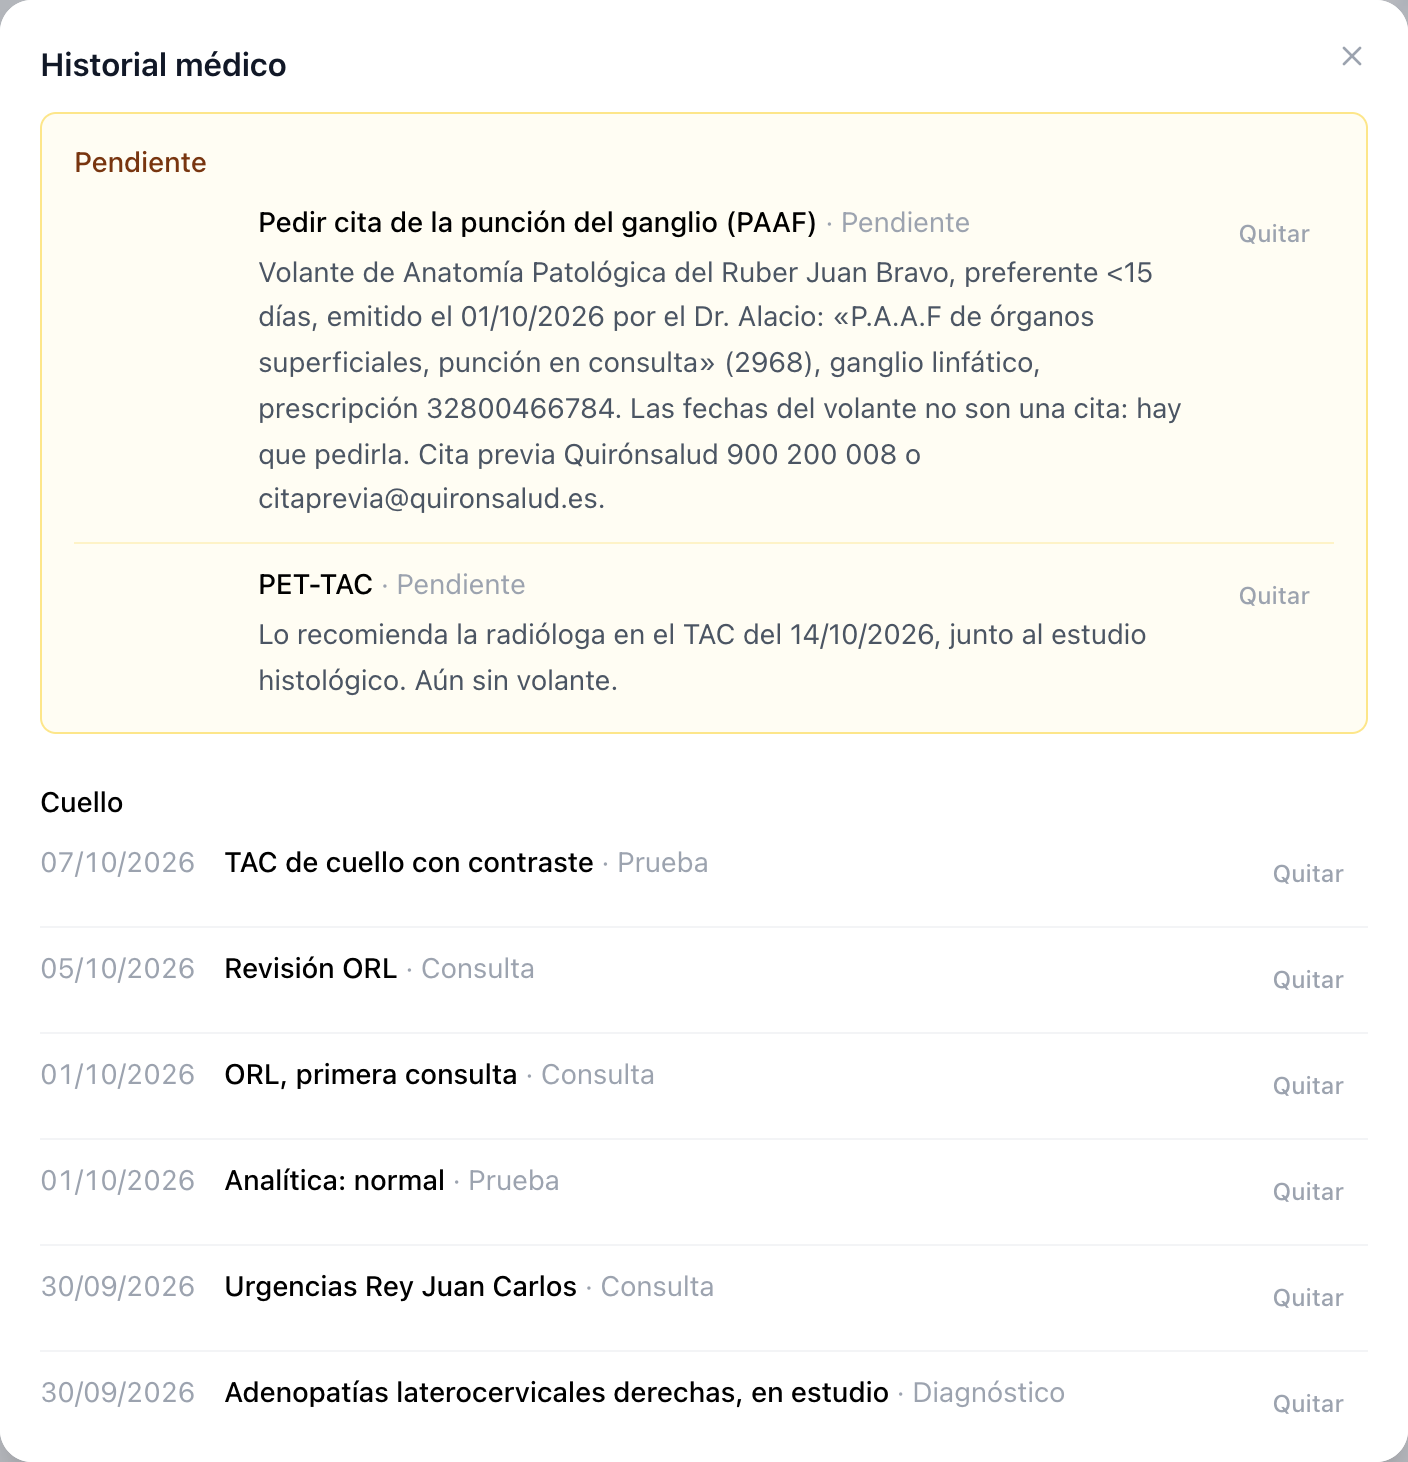 Historial médico
Pendiente
Pedir cita de la punción del ganglio (PAAF) · Pendiente
Quitar
Volante de Anatomía Patológica del Ruber Juan Bravo, preferente <15
días, emitido el 01/10/2026 por el Dr. Alacio: «P.A.A.F de órganos
superficiales, punción en consulta» (2968), ganglio linfático,
prescripción 32800466784. Las fechas del volante no son una cita: hay
que pedirla. Cita previa Quirónsalud 900 200 008 o
citaprevia@quironsalud.es.
PET-TAC · Pendiente
Quitar
Lo recomienda la radióloga en el TAC del 14/10/2026, junto al estudio
histológico. Aún sin volante.
Cuello
07/10/2026 TAC de cuello con contraste · Prueba
Quitar
05/10/2026 Revisión ORL · Consulta
Quitar
01/10/2026 ORL, primera consulta · Consulta
Quitar
01/10/2026 Analítica: normal · Prueba
Quitar
30/09/2026 Urgencias Rey Juan Carlos · Consulta
Quitar
30/09/2026 Adenopatías laterocervicales derechas, en estudio · Diagnóstico
Quitar